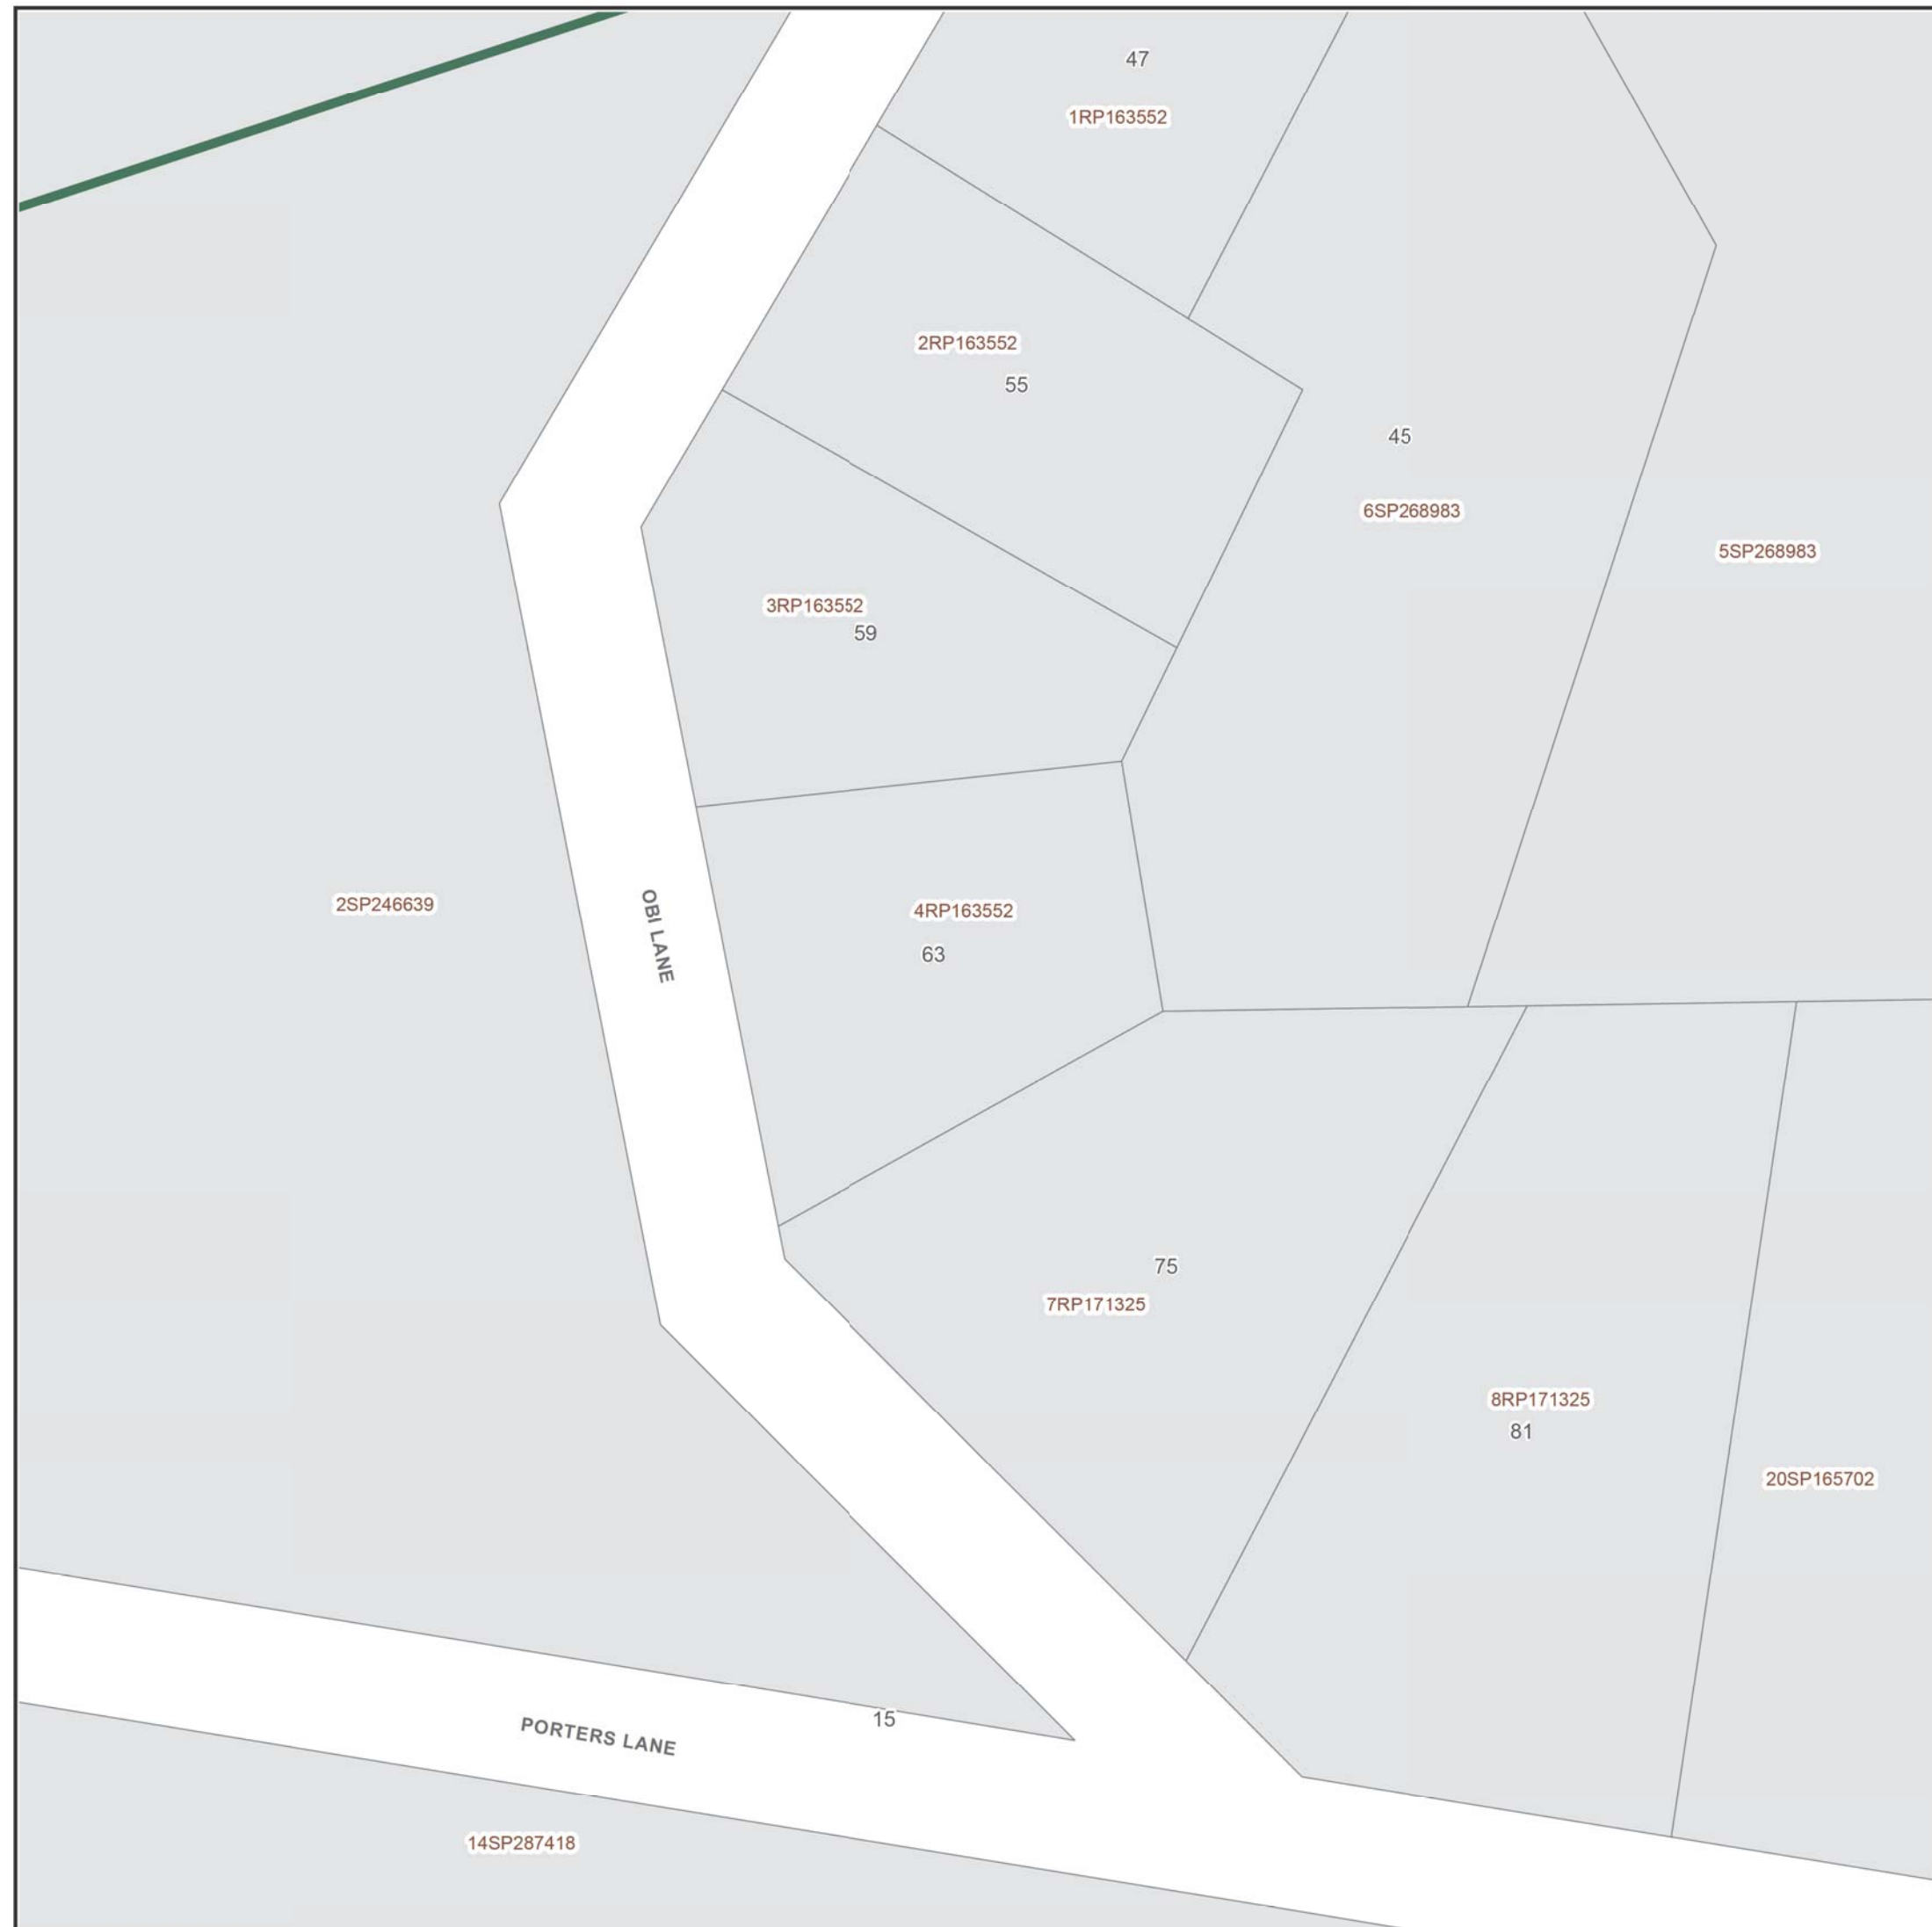 47
1RP163552
2RP163552
55
45
6SP268983
5SP268983
3RP163552
59
2SP246639
OBI LANE
4RP163552
63
75
7RP171325
8RP171325
81
20SP165702
15
PORTERS LANE
14SP287418